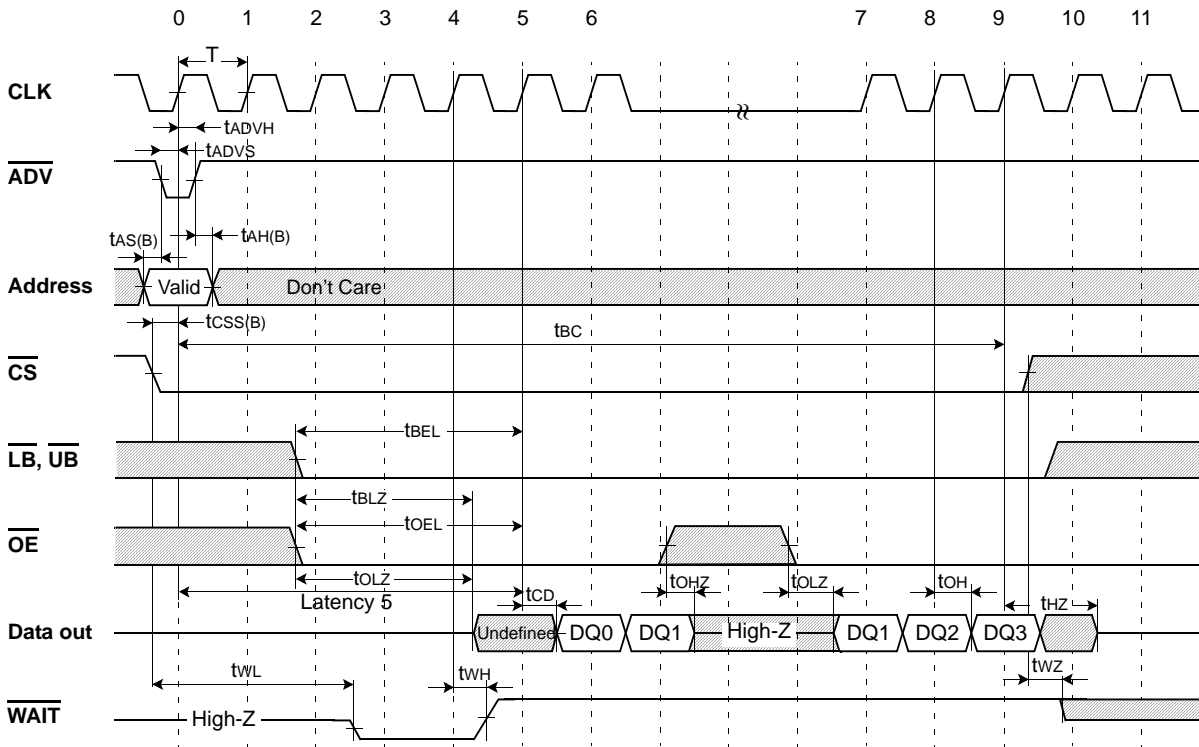 0 1 2 3 4 5 6 7 8 9 10 11
T
CLK
tADVH
tADVS
ADV
tAS(B) tAH(B)
Address Valid Don't Care
tCSS(B)
tBC
CS
tBEL
LB, UB
tBLZ
tOEL
OE
tOLZ tOHZ tOLZ tOH
Latency 5 tCD tHZ
Data out Undefined DQ0 DQ1 High-Z DQ1 DQ2 DQ3
tWL tWH tWZ
WAIT High-Z